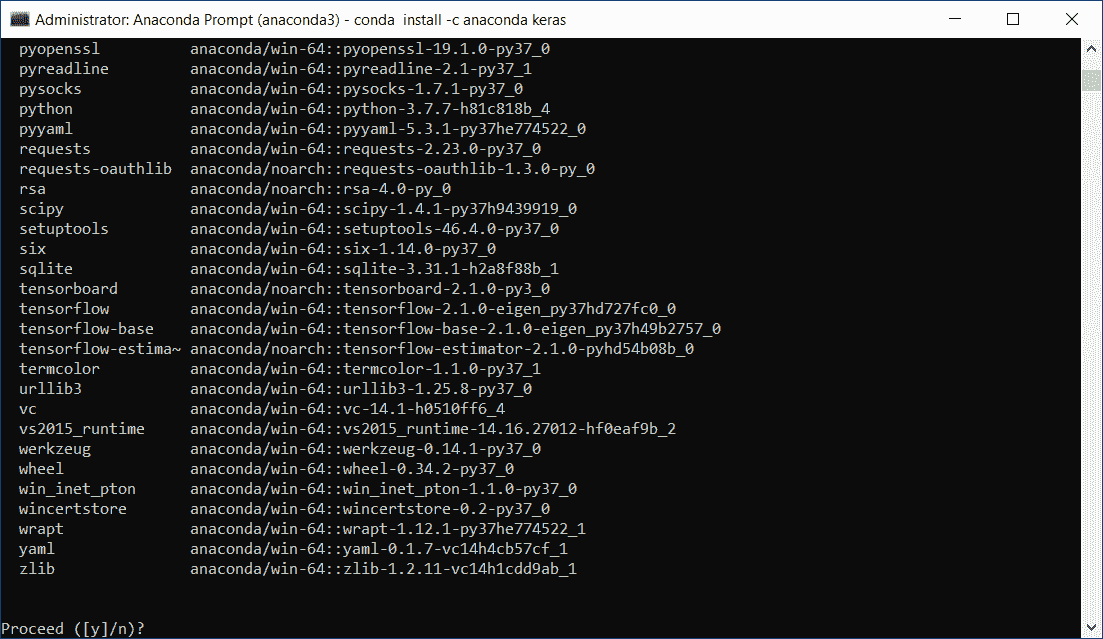 Administrator: Anaconda Prompt (anaconda3) - conda  install -c anaconda keras
pyopenssl          anaconda/win-64::pyopenssl-19.1.0-py37_0
pyreadline         anaconda/win-64::pyreadline-2.1-py37_1
pysocks            anaconda/win-64::pysocks-1.7.1-py37_0
python             anaconda/win-64::python-3.7.7-h81c818b_4
pyyaml             anaconda/win-64::pyyaml-5.3.1-py37he774522_0
requests           anaconda/win-64::requests-2.23.0-py37_0
requests-oauthlib  anaconda/noarch::requests-oauthlib-1.3.0-py_0
rsa                anaconda/noarch::rsa-4.0-py_0
scipy              anaconda/win-64::scipy-1.4.1-py37h9439919_0
setuptools         anaconda/win-64::setuptools-46.4.0-py37_0
six                anaconda/win-64::six-1.14.0-py37_0
sqlite             anaconda/win-64::sqlite-3.31.1-h2a8f88b_1
tensorboard        anaconda/noarch::tensorboard-2.1.0-py3_0
tensorflow         anaconda/win-64::tensorflow-2.1.0-eigen_py37hd727fc0_0
tensorflow-base    anaconda/win-64::tensorflow-base-2.1.0-eigen_py37h49b2757_0
tensorflow-estima~ anaconda/noarch::tensorflow-estimator-2.1.0-pyhd54b08b_0
termcolor          anaconda/win-64::termcolor-1.1.0-py37_1
urllib3            anaconda/win-64::urllib3-1.25.8-py37_0
vc                 anaconda/win-64::vc-14.1-h0510ff6_4
vs2015_runtime     anaconda/win-64::vs2015_runtime-14.16.27012-hf0eaf9b_2
werkzeug           anaconda/win-64::werkzeug-0.14.1-py37_0
wheel              anaconda/win-64::wheel-0.34.2-py37_0
win_inet_pton      anaconda/win-64::win_inet_pton-1.1.0-py37_0
wincertstore       anaconda/win-64::wincertstore-0.2-py37_0
wrapt              anaconda/win-64::wrapt-1.12.1-py37he774522_1
yaml               anaconda/win-64::yaml-0.1.7-vc14h4cb57cf_1
zlib               anaconda/win-64::zlib-1.2.11-vc14h1cdd9ab_1
Proceed ([y]/n)?